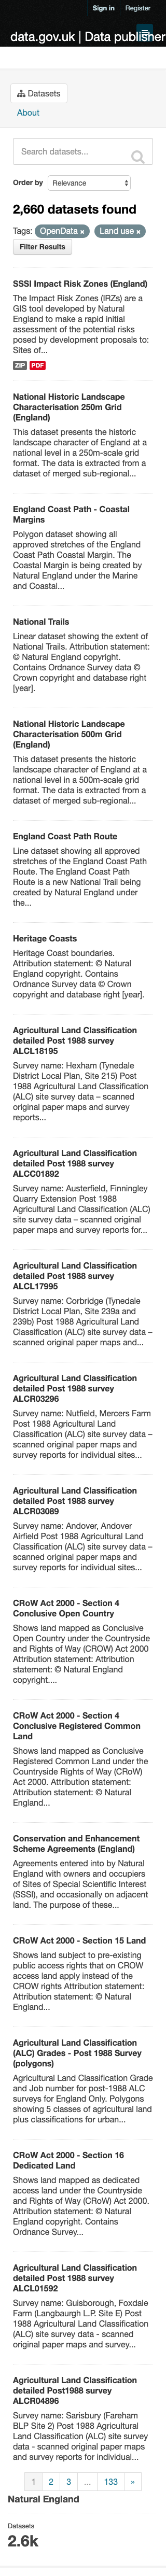 Sign in Register
data.gov.uk | Data publisher
Datasets
About
Search datasets...
Order by Relevance
2,660 datasets found
Tags: OpenData × Land use ×
Filter Results
SSSI Impact Risk Zones (England)
The Impact Risk Zones (IRZs) are a
GIS tool developed by Natural
England to make a rapid initial
assessment of the potential risks
posed by development proposals to:
Sites of...
ZIP PDF
National Historic Landscape
Characterisation 250m Grid
(England)
This dataset presents the historic
landscape character of England at a
national level in a 250m-scale grid
format. The data is extracted from a
dataset of merged sub-regional...
England Coast Path - Coastal
Margins
Polygon dataset showing all
approved stretches of the England
Coast Path Coastal Margin. The
Coastal Margin is being created by
Natural England under the Marine
and Coastal...
National Trails
Linear dataset showing the extent of
National Trails. Attribution statement:
© Natural England copyright.
Contains Ordnance Survey data ©
Crown copyright and database right
[year].
National Historic Landscape
Characterisation 500m Grid
(England)
This dataset presents the historic
landscape character of England at a
national level in a 500m-scale grid
format. The data is extracted from a
dataset of merged sub-regional...
England Coast Path Route
Line dataset showing all approved
stretches of the England Coast Path
Route. The England Coast Path
Route is a new National Trail being
created by Natural England under
the...
Heritage Coasts
Heritage Coast boundaries.
Attribution statement: © Natural
England copyright. Contains
Ordnance Survey data © Crown
copyright and database right [year].
Agricultural Land Classification
detailed Post 1988 survey
ALCL18195
Survey name: Hexham (Tynedale
District Local Plan, Site 215) Post
1988 Agricultural Land Classification
(ALC) site survey data – scanned
original paper maps and survey
reports...
Agricultural Land Classification
detailed Post 1988 survey
ALCC01892
Survey name: Austerfield, Finningley
Quarry Extension Post 1988
Agricultural Land Classification (ALC)
site survey data – scanned original
paper maps and survey reports for...
Agricultural Land Classification
detailed Post 1988 survey
ALCL17995
Survey name: Corbridge (Tynedale
District Local Plan, Site 239a and
239b) Post 1988 Agricultural Land
Classification (ALC) site survey data –
scanned original paper maps and...
Agricultural Land Classification
detailed Post 1988 survey
ALCR03296
Survey name: Nutfield, Mercers Farm
Post 1988 Agricultural Land
Classification (ALC) site survey data –
scanned original paper maps and
survey reports for individual sites...
Agricultural Land Classification
detailed Post 1988 survey
ALCR03089
Survey name: Andover, Andover
Airfield Post 1988 Agricultural Land
Classification (ALC) site survey data –
scanned original paper maps and
survey reports for individual sites...
CRoW Act 2000 - Section 4
Conclusive Open Country
Shows land mapped as Conclusive
Open Country under the Countryside
and Rights of Way (CROW) Act 2000
Attribution statement: Attribution
statement: © Natural England
copyright....
CRoW Act 2000 - Section 4
Conclusive Registered Common
Land
Shows land mapped as Conclusive
Registered Common Land under the
Countryside Rights of Way (CRoW)
Act 2000. Attribution statement:
Attribution statement: © Natural
England...
Conservation and Enhancement
Scheme Agreements (England)
Agreements entered into by Natural
England with owners and occupiers
of Sites of Special Scientific Interest
(SSSI), and occasionally on adjacent
land. The purpose of these...
CRoW Act 2000 - Section 15 Land
Shows land subject to pre-existing
public access rights that on CROW
access land apply instead of the
CROW rights Attribution statement:
Attribution statement: © Natural
England...
Agricultural Land Classification
(ALC) Grades - Post 1988 Survey
(polygons)
Agricultural Land Classification Grade
and Job number for post-1988 ALC
surveys for England Only. Polygons
showing 5 classes of agricultural land
plus classifications for urban...
CRoW Act 2000 - Section 16
Dedicated Land
Shows land mapped as dedicated
access land under the Countryside
and Rights of Way (CRoW) Act 2000.
Attribution statement: © Natural
England copyright. Contains
Ordnance Survey...
Agricultural Land Classification
detailed Post 1988 survey
ALCL01592
Survey name: Guisborough, Foxdale
Farm (Langbaurgh L.P. Site E) Post
1988 Agricultural Land Classification
(ALC) site survey data - scanned
original paper maps and survey...
Agricultural Land Classification
detailed Post1988 survey
ALCR04896
Survey name: Sarisbury (Fareham
BLP Site 2) Post 1988 Agricultural
Land Classification (ALC) site survey
data - scanned original paper maps
and survey reports for individual...
1 2 3 ... 133 »
Natural England
Datasets
2.6k